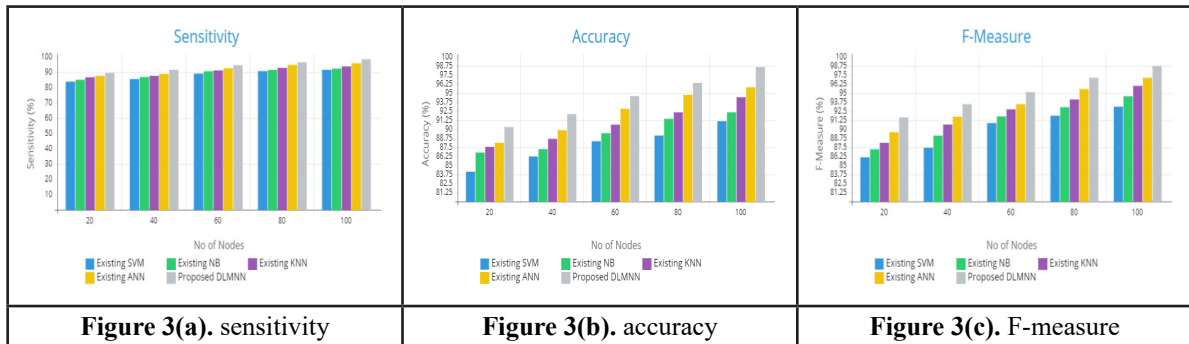 Sensitivity
Sensitivity (%)
100
90
80
70
60
50
40
30
20
10
20 40 60 80 100
No of Nodes
Existing SVM Existing NB Existing KNN
Existing ANN Proposed DLMNN
Figure 3(a). sensitivity
Accuracy
Accuracy (%)
100
98.75
97.5
96.25
95
93.75
92.5
91.25
90
88.75
87.5
86.25
85
83.75
82.5
81.25
20 40 60 80 100
No of Nodes
Existing SVM Existing NB Existing KNN
Existing ANN Proposed DLMNN
Figure 3(b). accuracy
F-Measure
F-Measure (%)
100
98.75
97.5
96.25
95
93.75
92.5
91.25
90
88.75
87.5
86.25
85
83.75
82.5
81.25
20 40 60 80 100
No of Nodes
Existing SVM Existing NB Existing KNN
Existing ANN Proposed DLMNN
Figure 3(c). F-measure